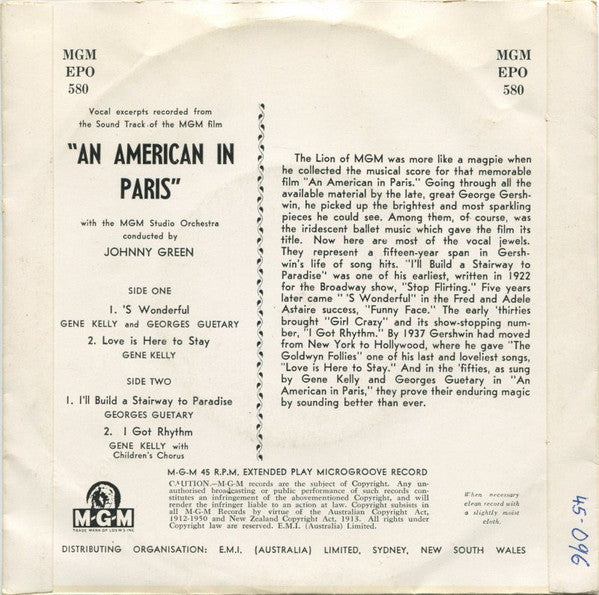 MGM
EPO
580
MGM
EPO
580
Vocal excerpts recorded from
the Sound Track of the MGM film
"AN AMERICAN IN
PARIS"
with the MGM Studio Orchestra
conducted by
JOHNNY GREEN
SIDE ONE
1. 'S Wonderful
GENE KELLY and GEORGES GUETARY
2. Love is Here to Stay
GENE KELLY
SIDE TWO
1. I'll Build a Stairway to Paradise
GEORGES GUETARY
2. I Got Rhythm
GENE KELLY with
Children's Chorus
The Lion of MGM was more like a magpie when
he collected the musical score for that memorable
film "An American in Paris." Going through all the
available material by the late, great George Gersh-
win, he picked up the brightest and most sparkling
pieces he could see. Among them, of course, was
the iridescent ballet music which gave the film its
title. Now here are most of the vocal jewels.
They represent a fifteen-year span in Gersh-
win's life of song hits. "I'll Build a Stairway to
Paradise' was one of his earliest, written in 1922
for the Broadway show, "Stop Flirting." Five years
later came " 'S Wonderful" in the Fred and Adele
Astaire success, "Funny Face." The early 'thirties
brought "Girl Crazy" and its show-stopping num-
ber, "I Got Rhythm." By 1937 Gershwin had moved
from New York to Hollywood, where he gave "The
Goldwyn Follies" one of his last and loveliest songs,
"Love is Here to Stay." And in the 'fifties, as sung
by Gene Kelly and Georges Guetary in "An
American in Paris," they prove their enduring magic
by sounding better than ever.
M-G-M 45 R.P.M. EXTENDED PLAY MICROGROOVE RECORD
CAUTION.—M-G-M records are the subject of Copyright. Any un-
authorised broadcasting or public performance of such records con-
stitutes an infringement of the abovementioned Copyright, and will
render the infringer liable to an action at law. Copyright subsists in
all M-G-M Records by virtue of the Australian Copyright Act,
1912-1950 and New Zealand Copyright Act, 1913. All rights under
Copyright law are reserved. E.M.I. (Australia) Limited.
When necessary
clean record with
a slightly moist
cloth.
M-G-M
TRADE MARK OF LOEW'S INC.
DISTRIBUTING ORGANISATION: E.M.I. (AUSTRALIA) LIMITED, SYDNEY, NEW SOUTH WALES
45-096